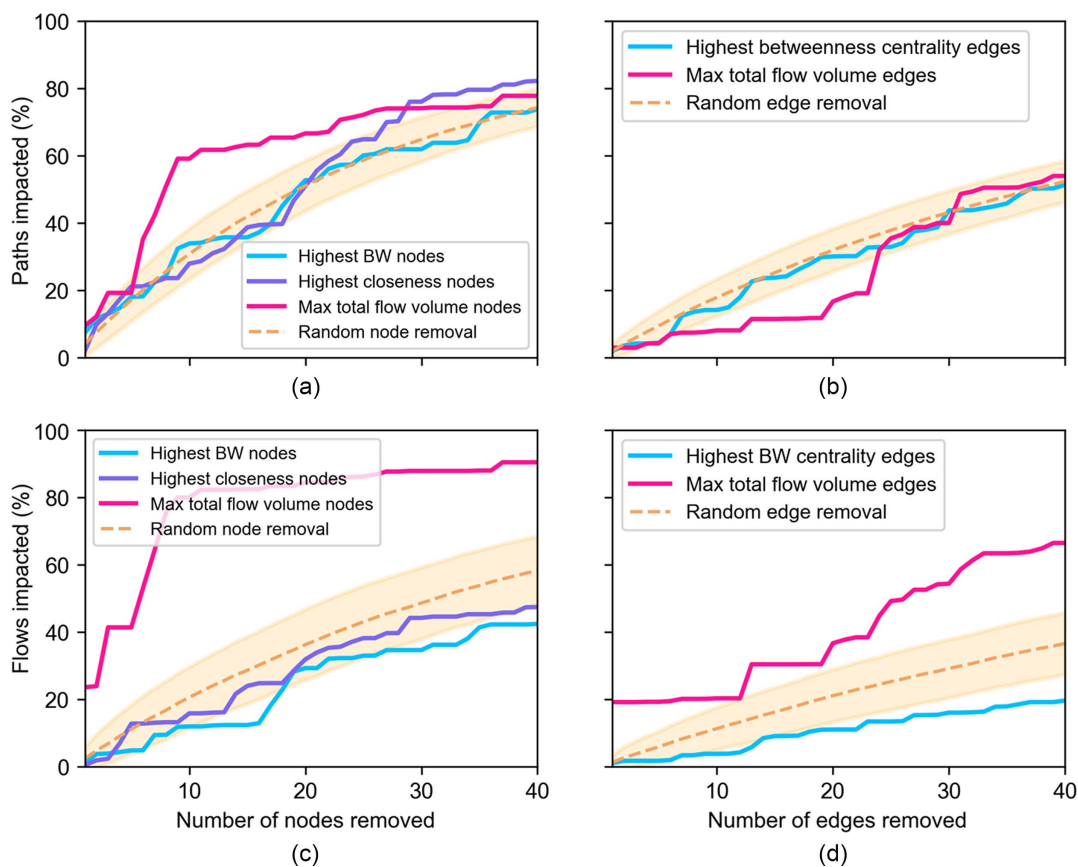 100
80
60
40
20
0
Paths impacted (%)
Highest BW nodes
Highest closeness nodes
Max total flow volume nodes
Random node removal
(a)
Highest betweenness centrality edges
Max total flow volume edges
Random edge removal
(b)
100
80
60
40
20
0
Flows impacted (%)
Highest BW nodes
Highest closeness nodes
Max total flow volume nodes
Random node removal
10 20 30 40
Number of nodes removed
(c)
Highest BW centrality edges
Max total flow volume edges
Random edge removal
10 20 30 40
Number of edges removed
(d)